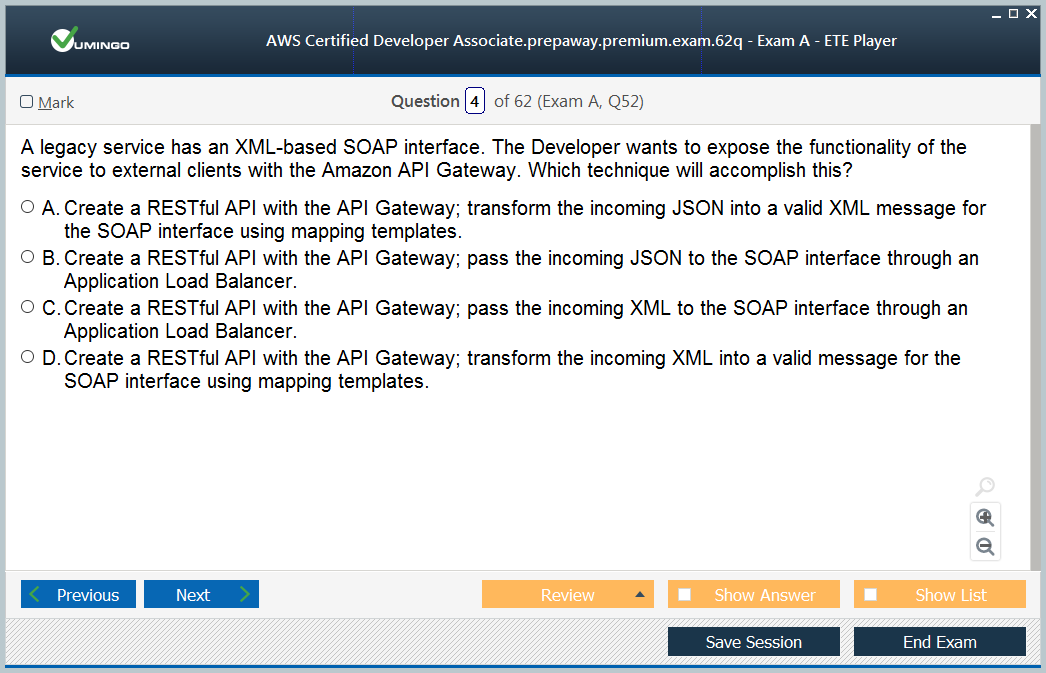 VUMINGO
AWS Certified Developer Associate.prepaway.premium.exam.62q - Exam A - ETE Player
Mark
Question 4 of 62 (Exam A, Q52)
A legacy service has an XML-based SOAP interface. The Developer wants to expose the functionality of the
service to external clients with the Amazon API Gateway. Which technique will accomplish this?
A. Create a RESTful API with the API Gateway; transform the incoming JSON into a valid XML message for
the SOAP interface using mapping templates.
B. Create a RESTful API with the API Gateway; pass the incoming JSON to the SOAP interface through an
Application Load Balancer.
C. Create a RESTful API with the API Gateway; pass the incoming XML to the SOAP interface through an
Application Load Balancer.
D. Create a RESTful API with the API Gateway; transform the incoming XML into a valid message for the
SOAP interface using mapping templates.
Previous
Next
Review
Show Answer
Show List
Save Session
End Exam